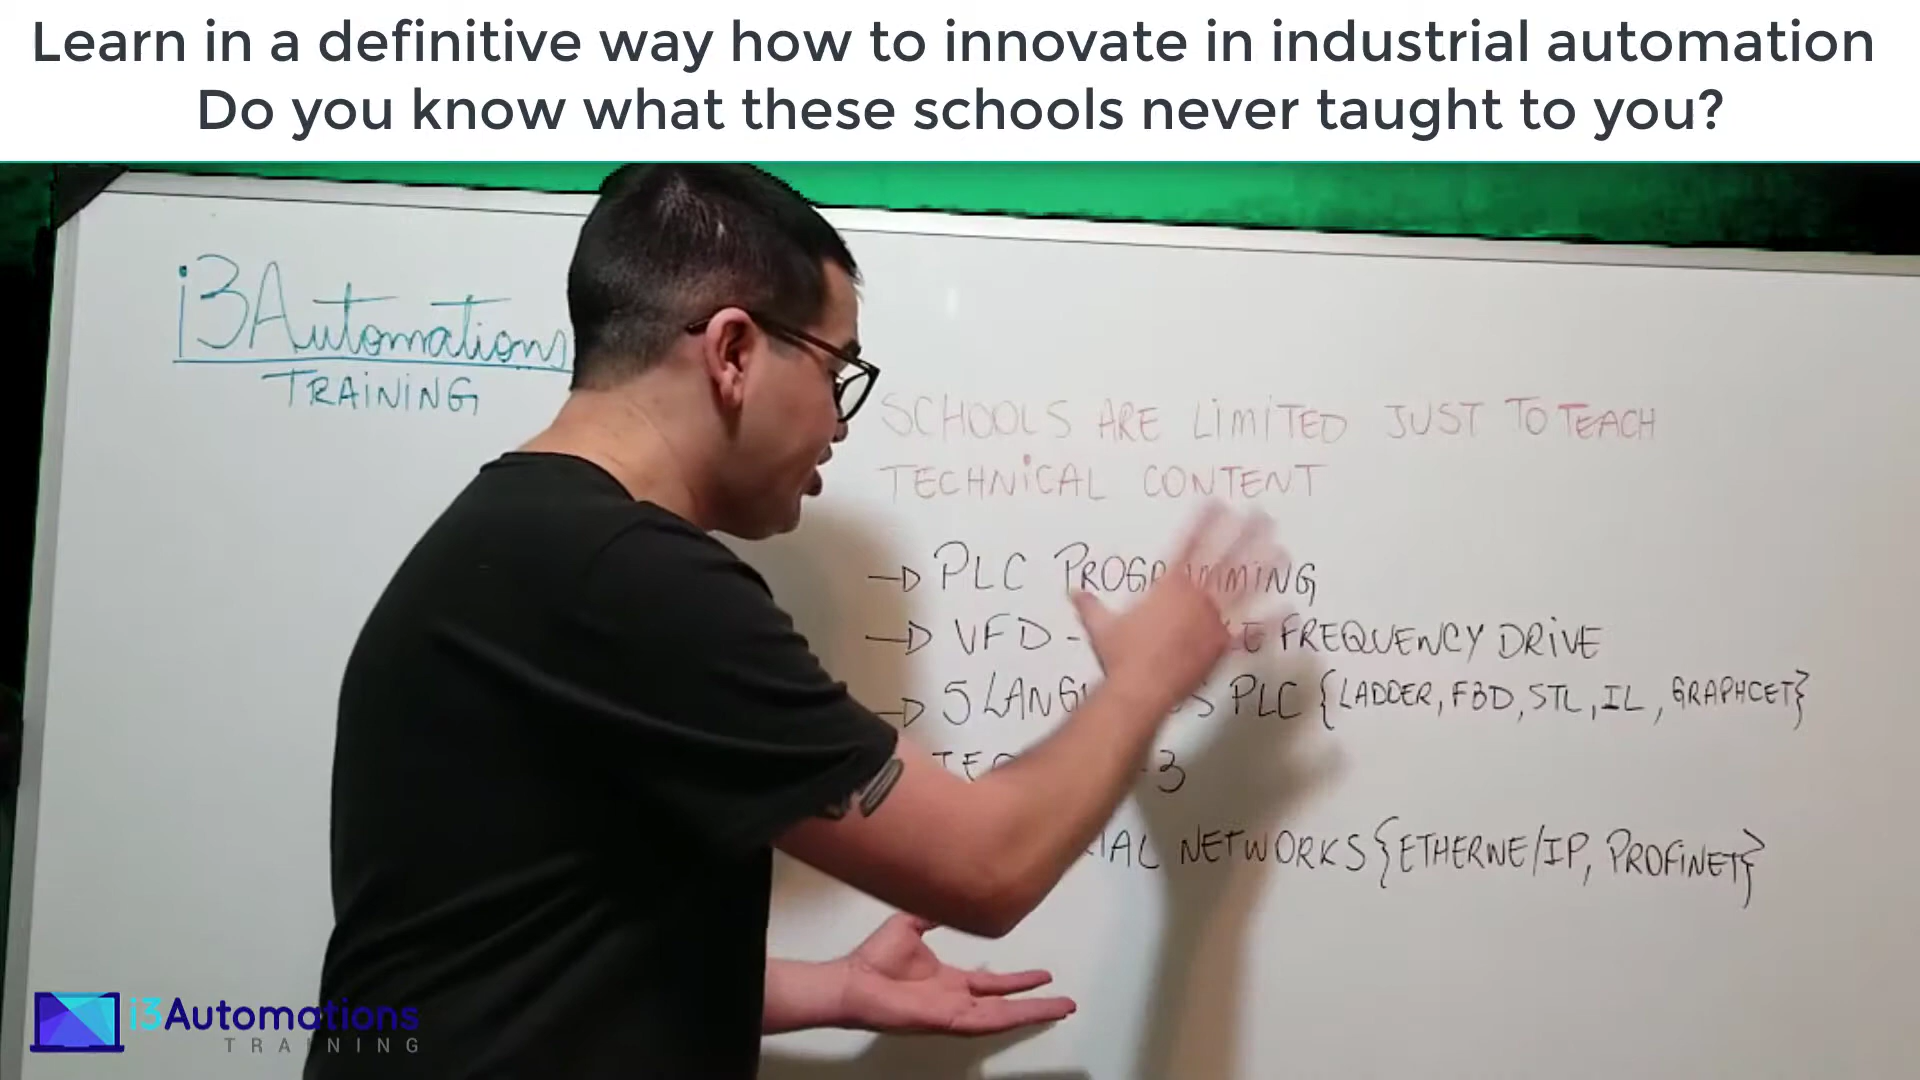 Learn in a definitive way how to innovate in industrial automation
Do you know what these schools never taught to you?
i3Automations
TRAINING
SCHOOLS ARE LIMITED JUST TO TEACH
TECHNICAL CONTENT
PLC PROGRAMMING
VFD - FREQUENCY DRIVE
5 PLC {LADDER, FBD, STL, IL, GRAPHCET}
3
NETWORKS {ETHERNE/IP, PROFINET}
i3Automations
TRAINING